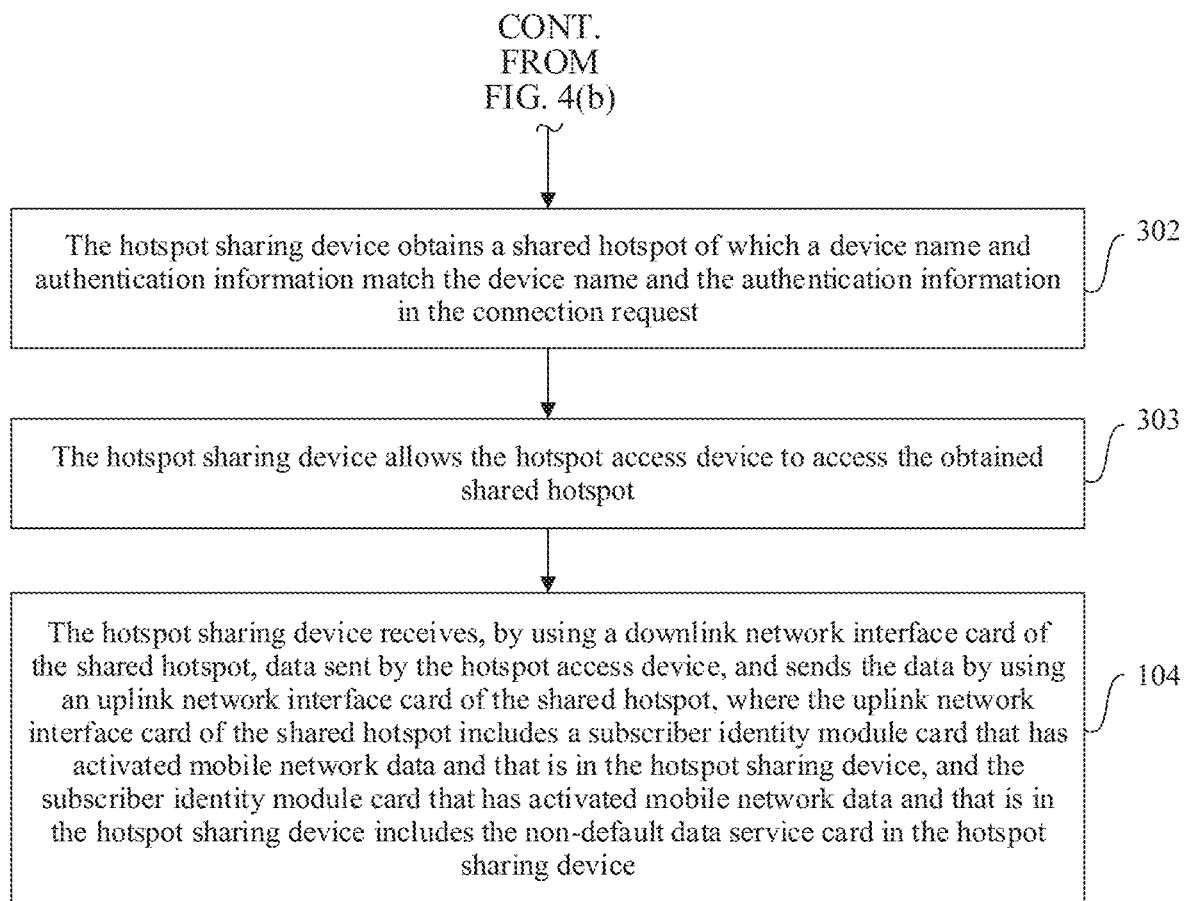 CONT.
FROM
FIG. 4(b)
The hotspot sharing device obtains a shared hotspot of which a device name and
authentication information match the device name and the authentication information
in the connection request
302
The hotspot sharing device allows the hotspot access device to access the obtained
shared hotspot
303
The hotspot sharing device receives, by using a downlink network interface card of
the shared hotspot, data sent by the hotspot access device, and sends the data by using
an uplink network interface card of the shared hotspot, where the uplink network
interface card of the shared hotspot includes a subscriber identity module card that has
activated mobile network data and that is in the hotspot sharing device, and the
subscriber identity module card that has activated mobile network data and that is in
the hotspot sharing device includes the non-default data service card in the hotspot
sharing device
104